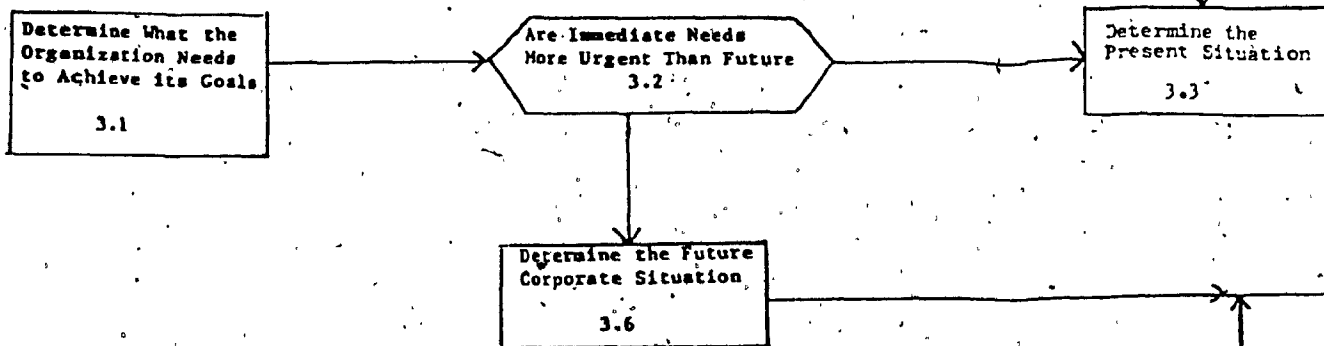 Determine What the
Organization Needs
to Achieve its Goals
3.1
Are Immediate Needs
More Urgent Than Future
3.2
Determine the
Present Situation
3.3
Determine the Future
Corporate Situation
3.6